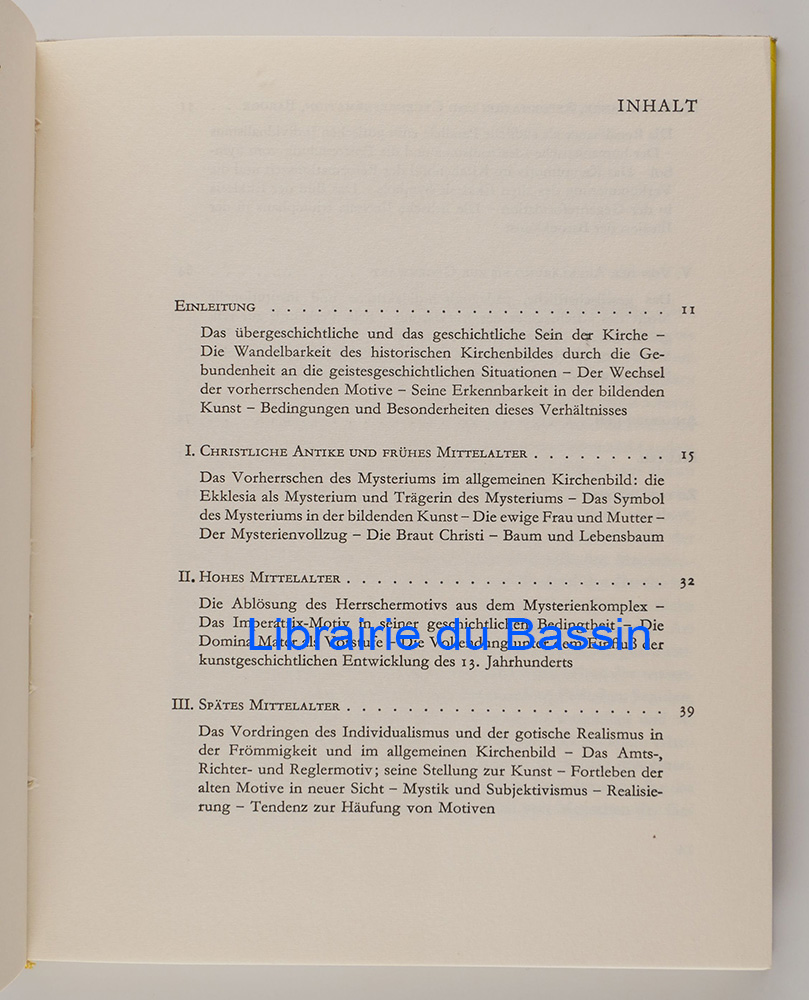 INHALT
EINLEITUNG . . . . . . . . . . . . . . . . . . . . . . . . . . 11
Das übergeschichtliche und das geschichtliche Sein der Kirche –
Die Wandelbarkeit des historischen Kirchenbildes durch die Ge-
bundenheit an die geistesgeschichtlichen Situationen – Der Wechsel
der vorherrschenden Motive – Seine Erkennbarkeit in der bildenden
Kunst – Bedingungen und Besonderheiten dieses Verhältnisses
I. CHRISTLICHE ANTIKE UND FRÜHES MITTELALTER . . . . . . . . . 15
Das Vorherrschen des Mysteriums im allgemeinen Kirchenbild: die
Ekklesia als Mysterium und Trägerin des Mysteriums – Das Symbol
des Mysteriums in der bildenden Kunst – Die ewige Frau und Mutter –
Der Mysterienvollzug – Die Braut Christi – Baum und Lebensbaum
II. HOHES MITTELALTER . . . . . . . . . . . . . . . . . . . . . 32
Die Ablösung des Herrschermotivs aus dem Mysterienkomplex –
Das Imperatrix-Motiv in seiner geschichtlichen Bedingtheit – Die
Domina Mater als Vorstufe – Die Vollendung unter dem Einfluß der
kunstgeschichtlichen Entwicklung des 13. Jahrhunderts
Librairie du Bassin
III. SPÄTES MITTELALTER . . . . . . . . . . . . . . . . . . . . . 39
Das Vordringen des Individualismus und der gotische Realismus in
der Frömmigkeit und im allgemeinen Kirchenbild – Das Amts-,
Richter- und Reglermotiv; seine Stellung zur Kunst – Fortleben der
alten Motive in neuer Sicht – Mystik und Subjektivismus – Realisie-
rung – Tendenz zur Häufung von Motiven